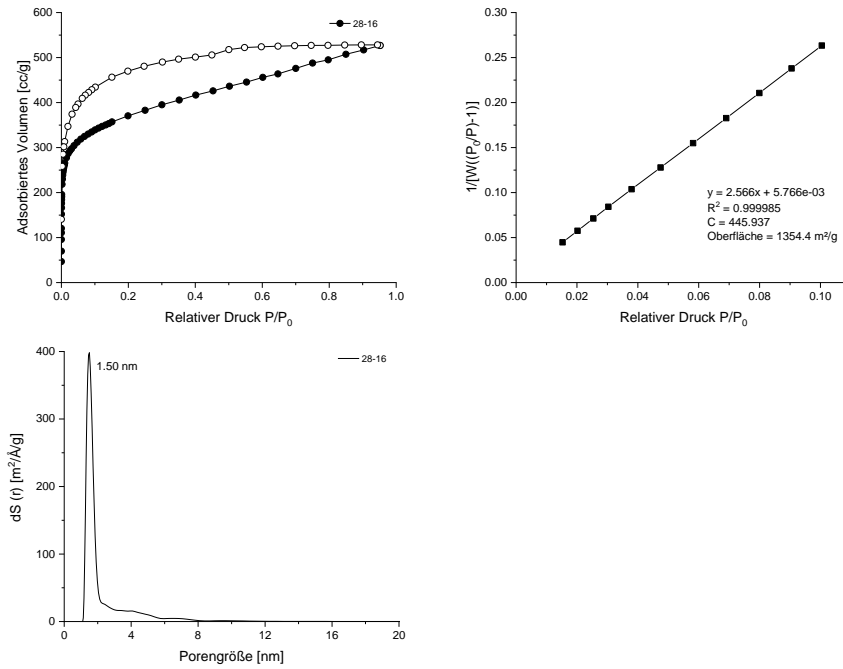 28-16
600
500
400
300
200
100
0
0.0 0.2 0.4 0.6 0.8 1.0
Adsorbiertes Volumen [cc/g]
Relativer Druck P/P0
0.30
0.25
0.20
0.15
0.10
0.05
0.00
0.00 0.02 0.04 0.06 0.08 0.10
1/[W((P0/P)-1)]
y = 2.566x + 5.766e-03
R2 = 0.999985
C = 445.937
Oberfläche = 1354.4 m²/g
Relativer Druck P/P0
400
300
200
100
0
0 4 8 12 16 20
dS (r) [m2/Å/g]
1.50 nm
28-16
Porengröße [nm]